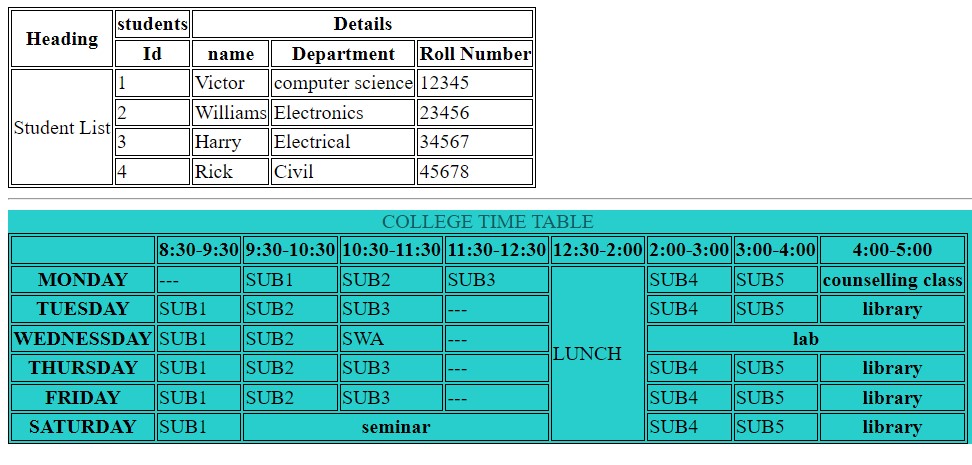 Heading students Details
Id name Department Roll Number
Student List 1 Victor computer science 12345
2 Williams Electronics 23456
3 Harry Electrical 34567
4 Rick Civil 45678
COLLEGE TIME TABLE
8:30-9:30 9:30-10:30 10:30-11:30 11:30-12:30 12:30-2:00 2:00-3:00 3:00-4:00 4:00-5:00
MONDAY --- SUB1 SUB2 SUB3 LUNCH SUB4 SUB5 counselling class
TUESDAY SUB1 SUB2 SUB3 --- SUB4 SUB5 library
WEDNESSDAY SUB1 SUB2 SWA --- lab
THURSDAY SUB1 SUB2 SUB3 --- SUB4 SUB5 library
FRIDAY SUB1 SUB2 SUB3 --- SUB4 SUB5 library
SATURDAY SUB1 seminar SUB4 SUB5 library